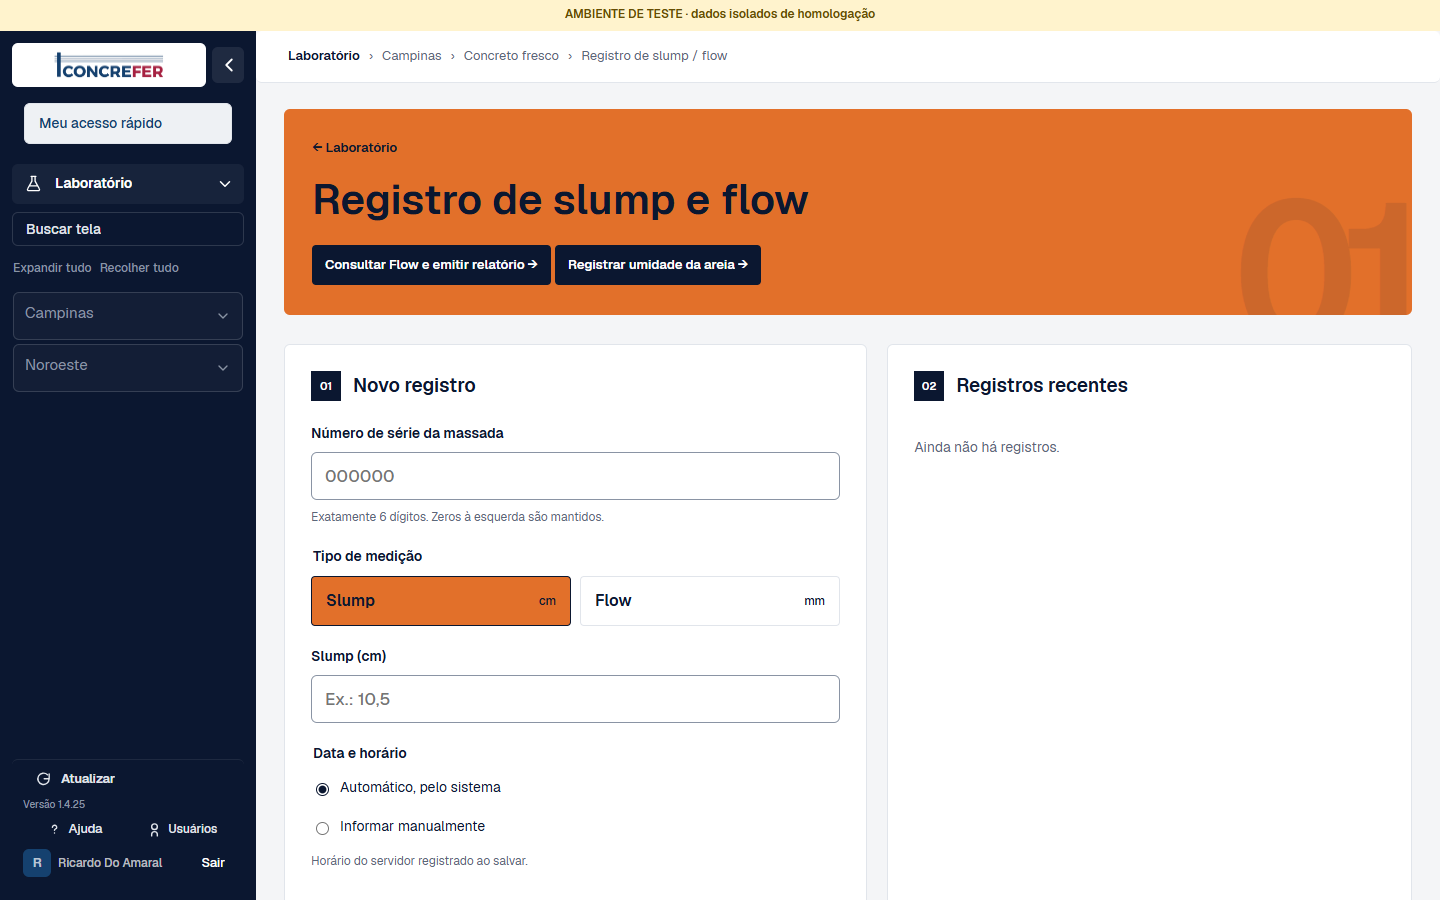 AMBIENTE DE TESTE · dados isolados de homologação
CONCREFER
Meu acesso rápido
Laboratório
Buscar tela
Expandir tudo Recolher tudo
Campinas
Noroeste
Atualizar
Versão 1.4.25
? Ajuda Usuários
R Ricardo Do Amaral Sair
Laboratório › Campinas › Concreto fresco › Registro de slump / flow
← Laboratório
Registro de slump e flow
Consultar Flow e emitir relatório → Registrar umidade da areia →
01
01 Novo registro
Número de série da massada
000000
Exatamente 6 dígitos. Zeros à esquerda são mantidos.
Tipo de medição
Slump cm Flow mm
Slump (cm)
Ex.: 10,5
Data e horário
Automático, pelo sistema
Informar manualmente
Horário do servidor registrado ao salvar.
02 Registros recentes
Ainda não há registros.